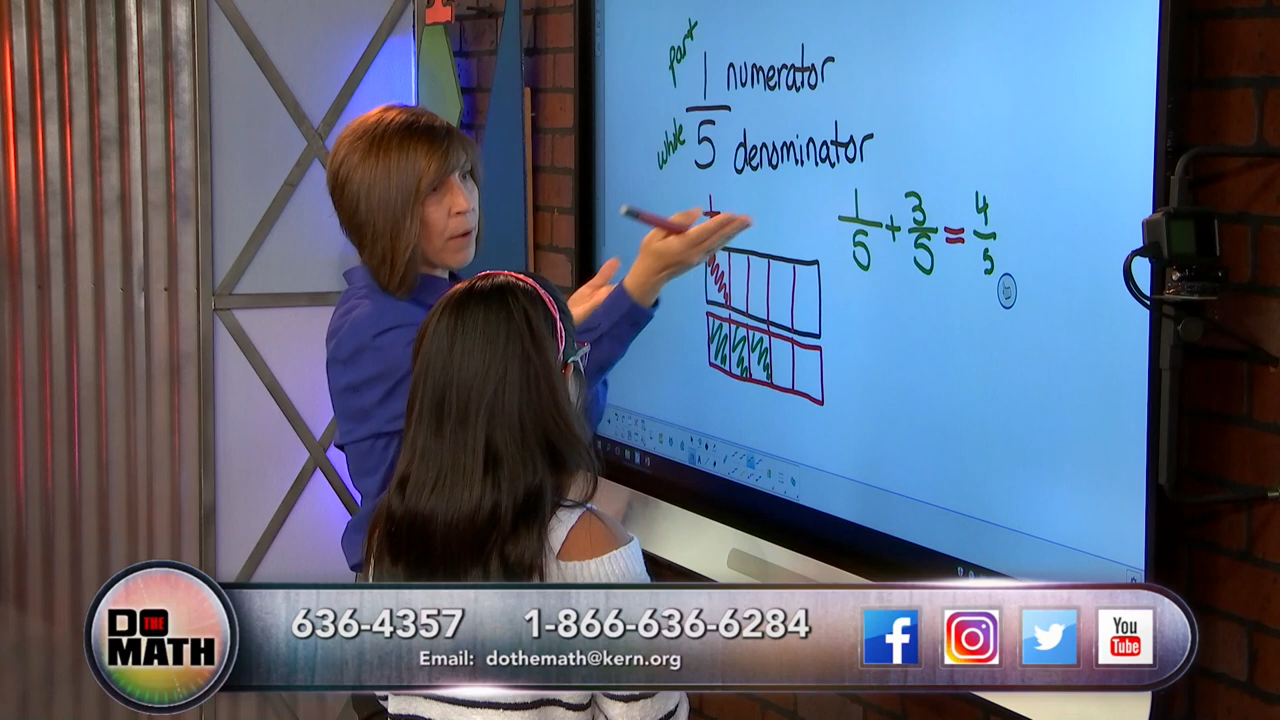 part
1 numerator
whole
5 denominator
1/5 + 3/5 = 4/5
DO THE MATH
636-4357 1-866-636-6284
Email: dothemath@kern.org
f
You
Tube